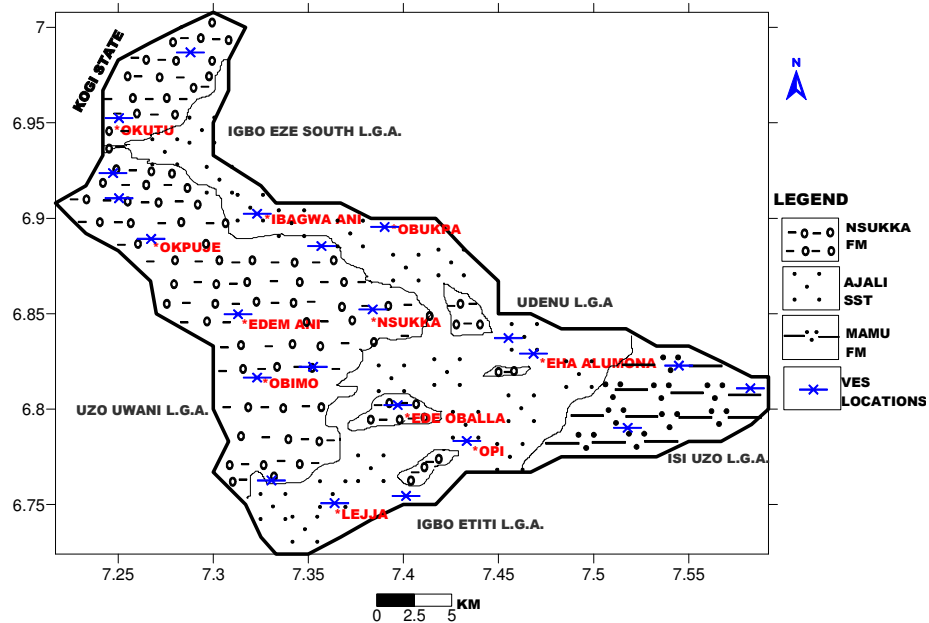 7
N
KOGI STATE
6.95
*OKUTU
IGBO EZE SOUTH L.G.A.
LEGEND
6.9
*IBAGWA ANI
*OBUKPA
NSUKKA
FM
*OKPUJE
AJALI
SST
6.85
UDENU L.G.A
*EDEM ANI
*NSUKKA
MAMU
FM
*EHA ALUMONA
*OBIMO
VES
LOCATIONS
6.8
UZO UWANI L.G.A.
*EDE OBALLA
*OPI
ISI UZO L.G.A.
6.75
*LEJJA
IGBO ETITI L.G.A.
7.25 7.3 7.35 7.4 7.45 7.5 7.55
KM
0 2.5 5